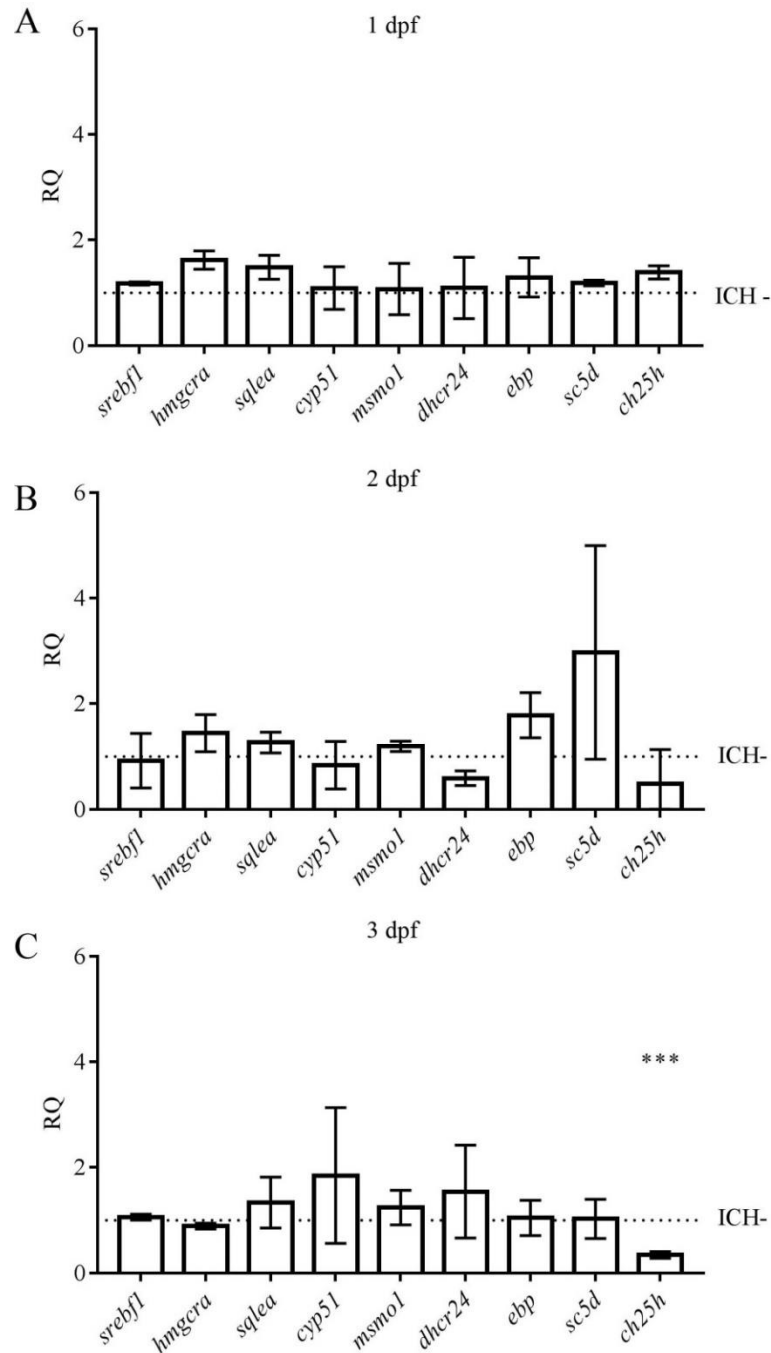 A
1 dpf
6
4
RQ
2
ICH -
0
srebf1
hmgcra
sqlea
cyp51
msmo1
dhcr24
ebp
sc5d
ch25h
B
2 dpf
6
4
RQ
2
ICH-
0
srebf1
hmgcra
sqlea
cyp51
msmo1
dhcr24
ebp
sc5d
ch25h
C
3 dpf
6
4
***
RQ
2
ICH-
0
srebf1
hmgcra
sqlea
cyp51
msmo1
dhcr24
ebp
sc5d
ch25h